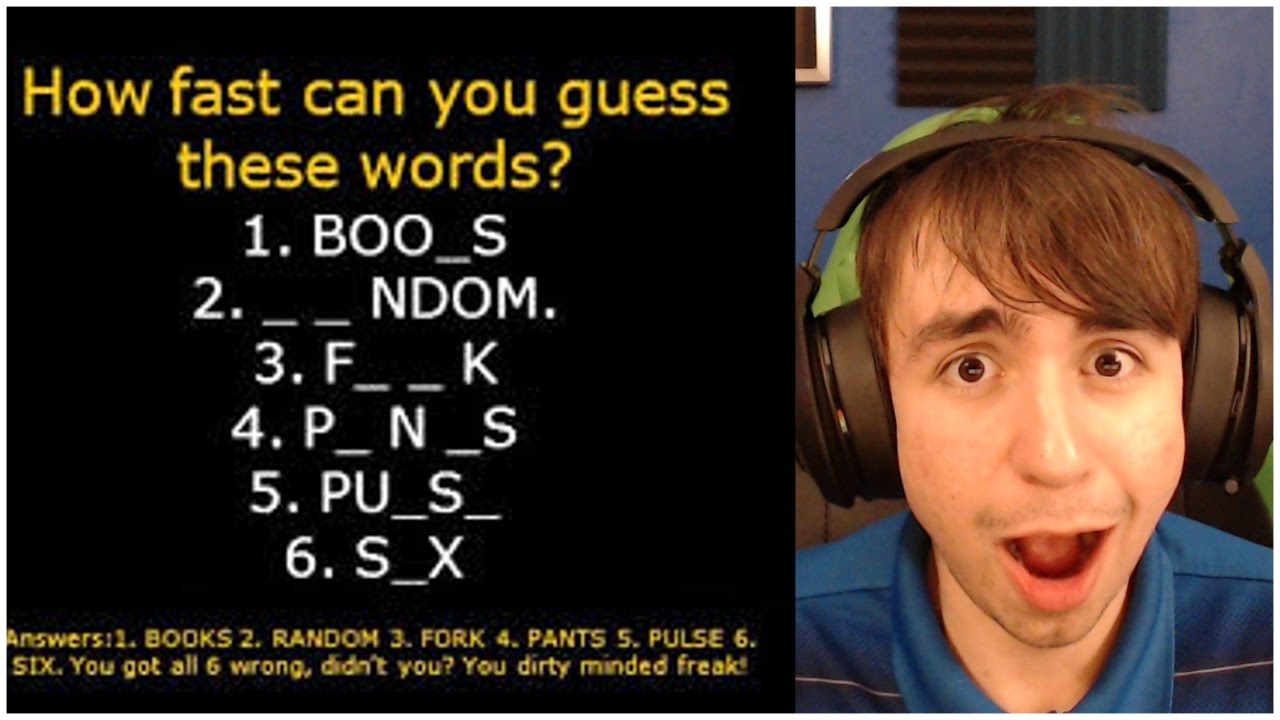 How fast can you guess
these words?
1. BOO_S
2. _ _ NDOM.
3. F_ _ K
4. P_ N _S
5. PU_S_
6. S_X
Answers:1. BOOKS 2. RANDOM 3. FORK 4. PANTS 5. PULSE 6.
SIX. You got all 6 wrong, didn't you? You dirty minded freak!